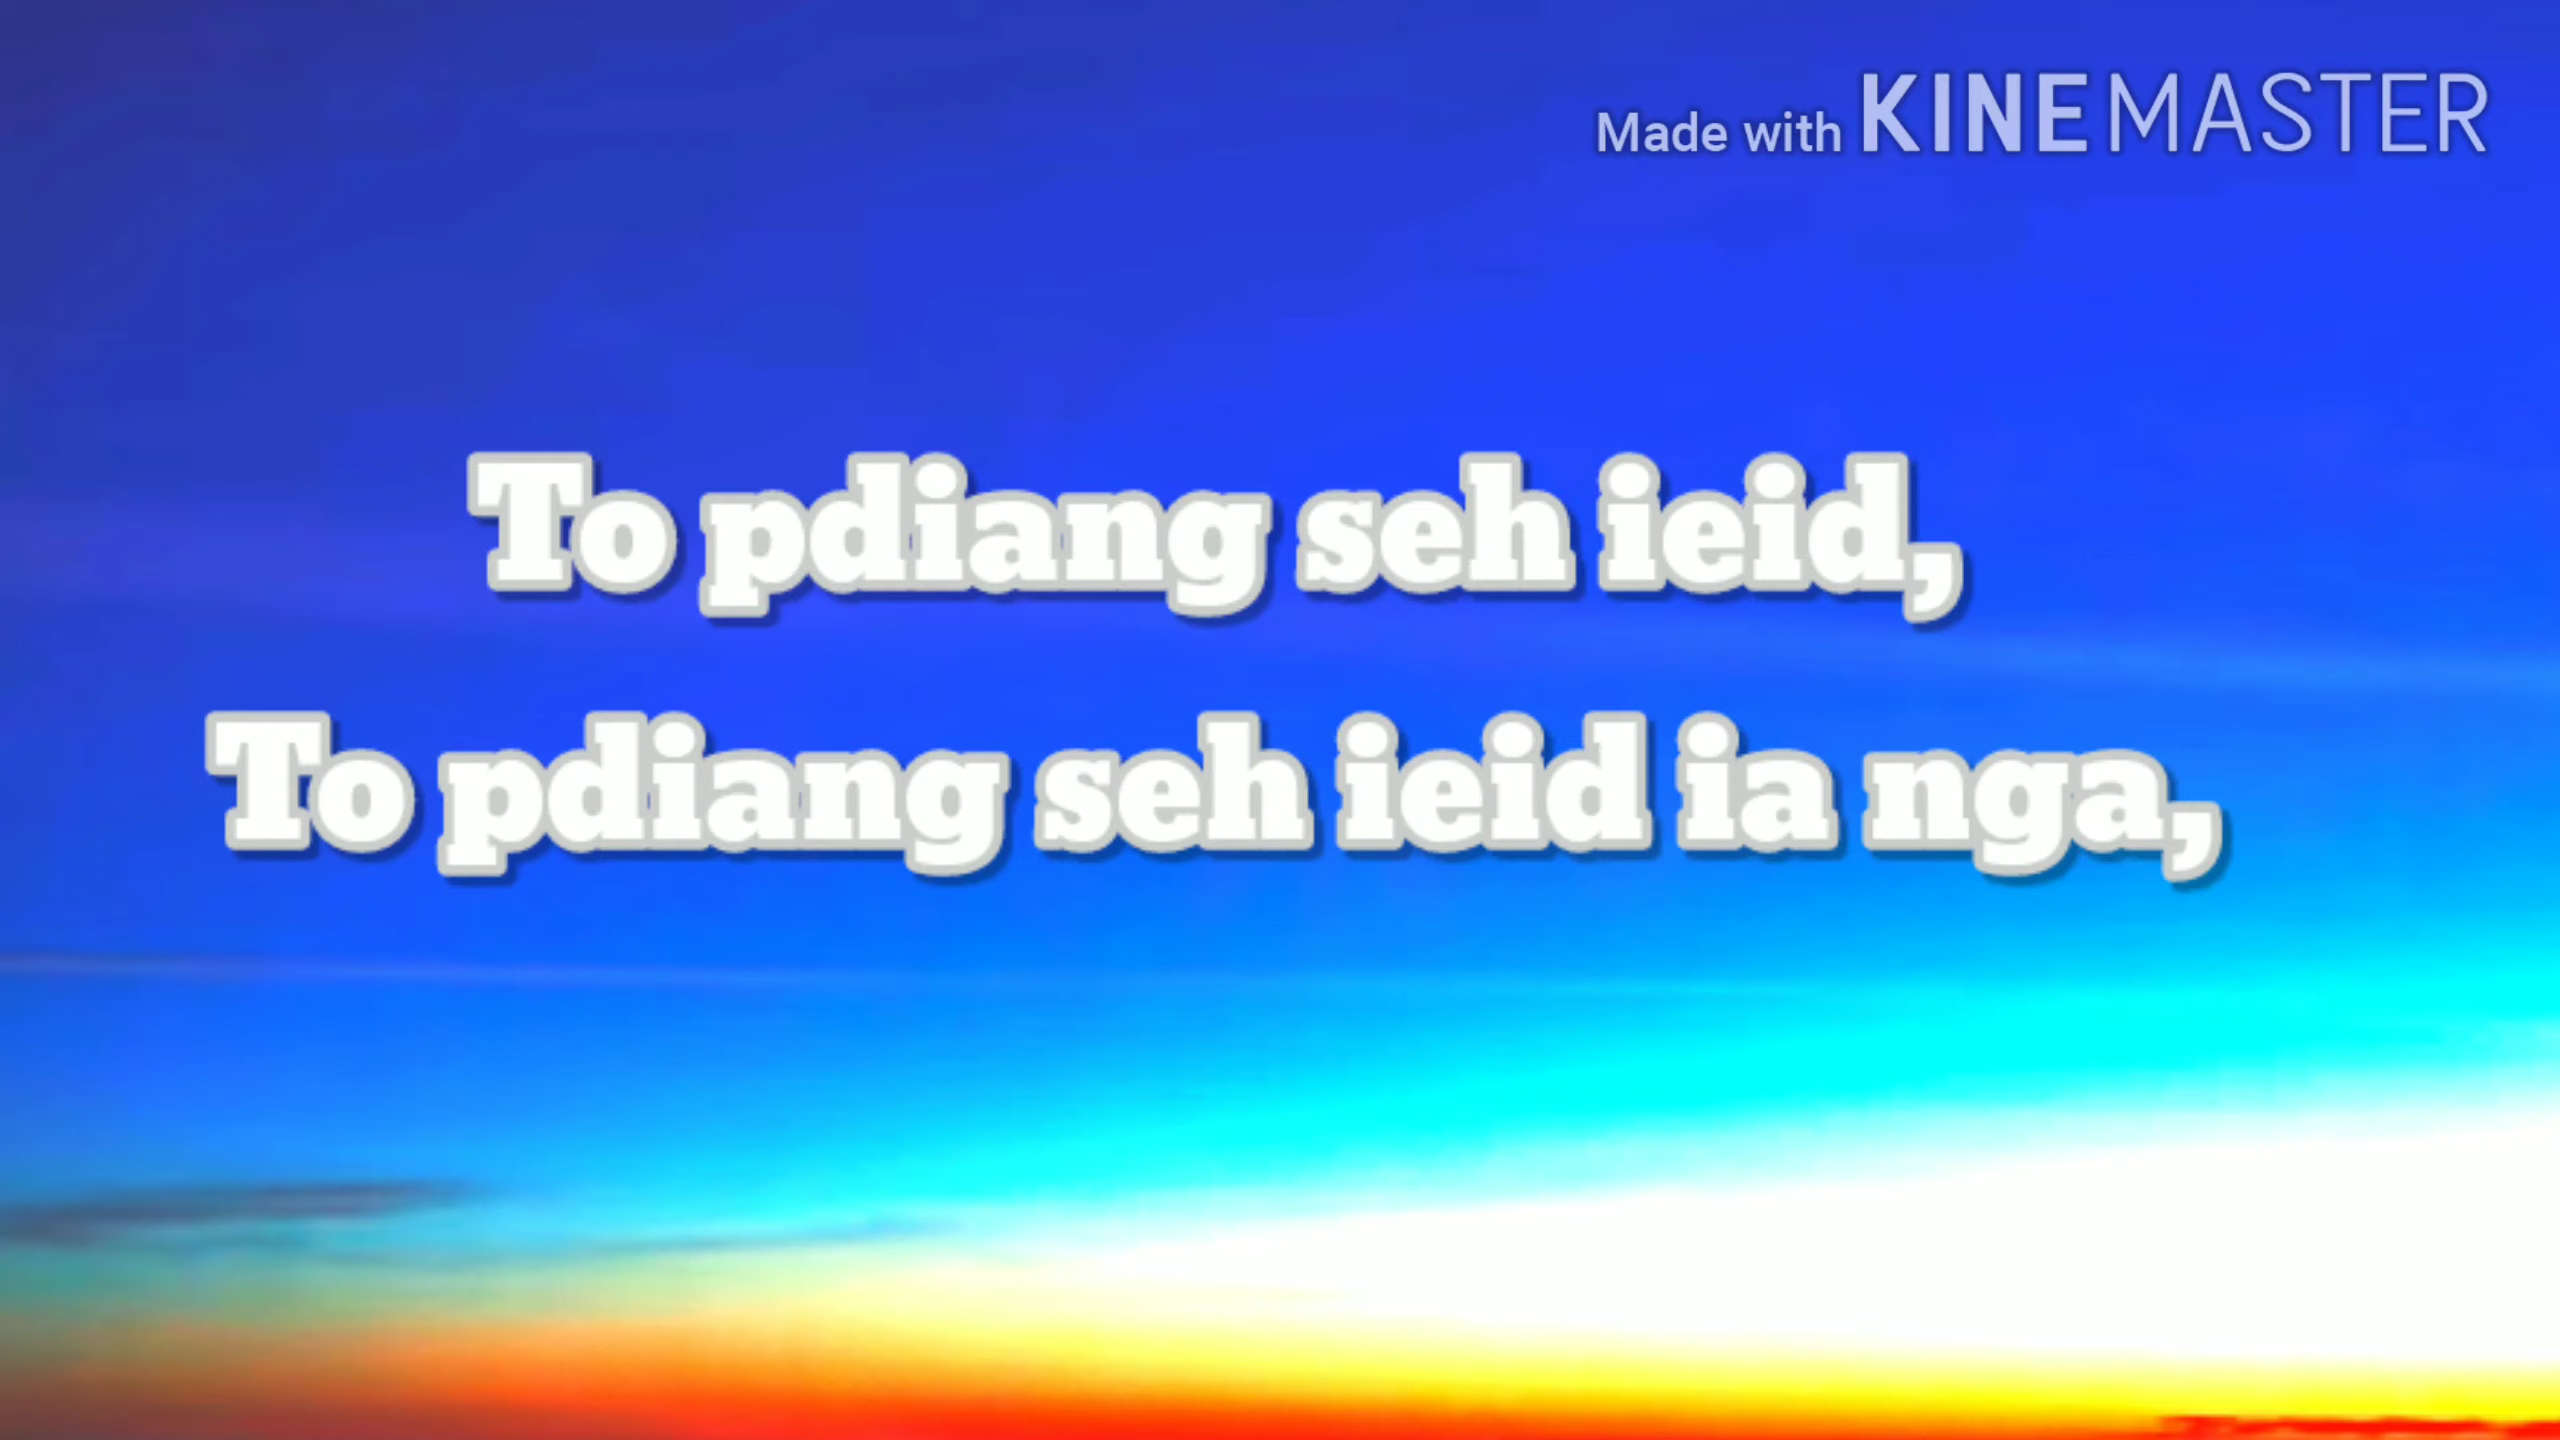 Made with KINEMASTER
To pdiang seh ieid,
To pdiang seh ieid ia nga,